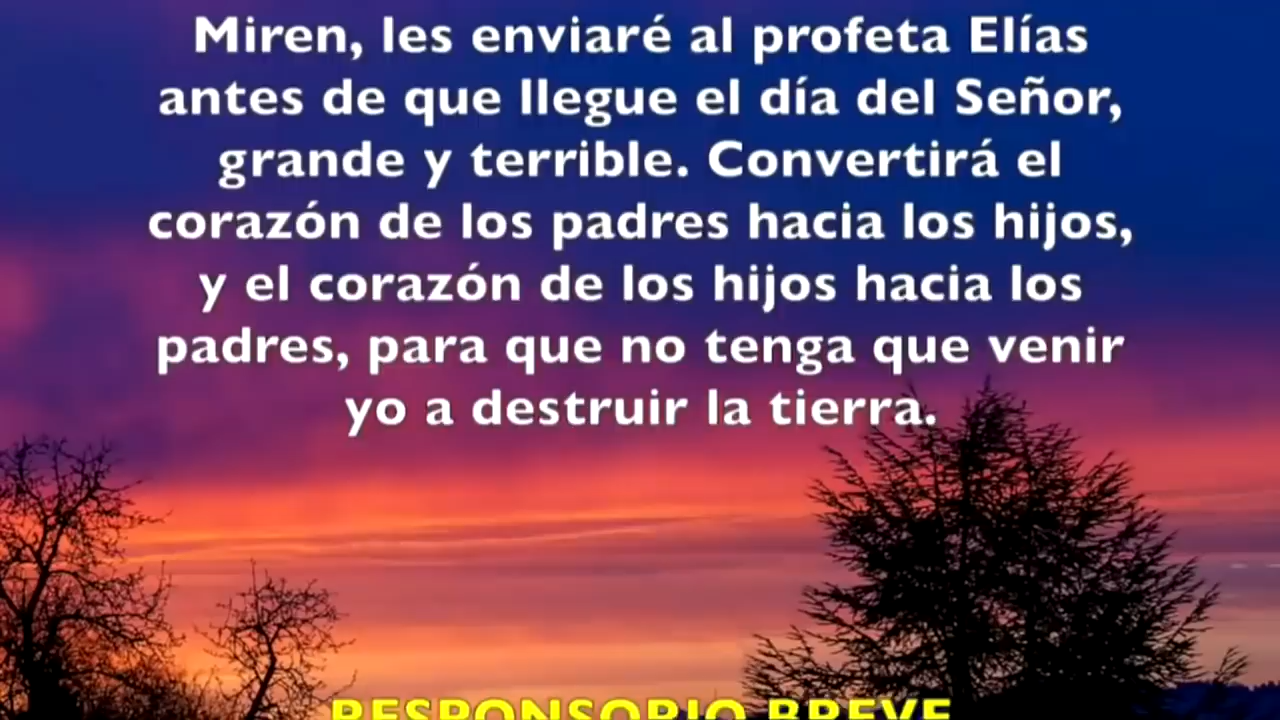 Miren, les enviaré al profeta Elías
antes de que llegue el día del Señor,
grande y terrible. Convertirá el
corazón de los padres hacia los hijos,
y el corazón de los hijos hacia los
padres, para que no tenga que venir
yo a destruir la tierra.
RESPONSORIO BREVE